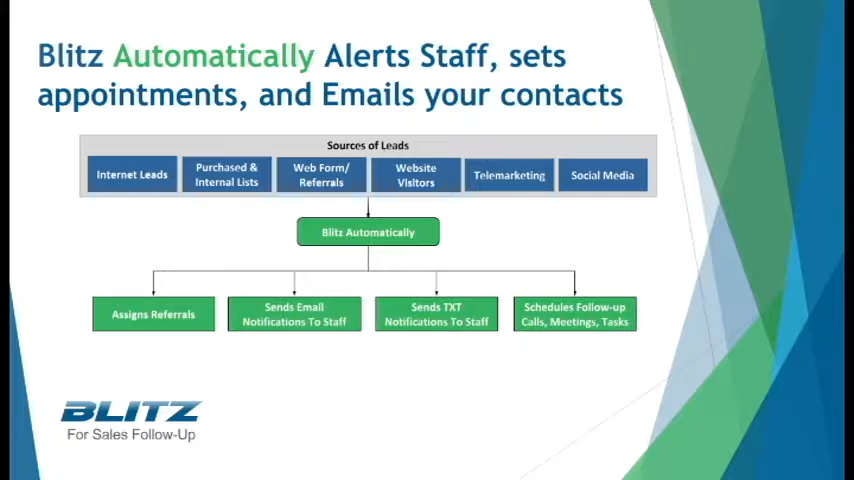 Blitz Automatically Alerts Staff, sets
appointments, and Emails your contacts
Sources of Leads
Internet Leads
Purchased &
Internal Lists
Web Form/
Referrals
Website
Visitors
Telemarketing
Social Media
Blitz Automatically
Assigns Referrals
Sends Email
Notifications To Staff
Sends TXT
Notifications To Staff
Schedules Follow-up
Calls, Meetings, Tasks
BLITZ
For Sales Follow-Up